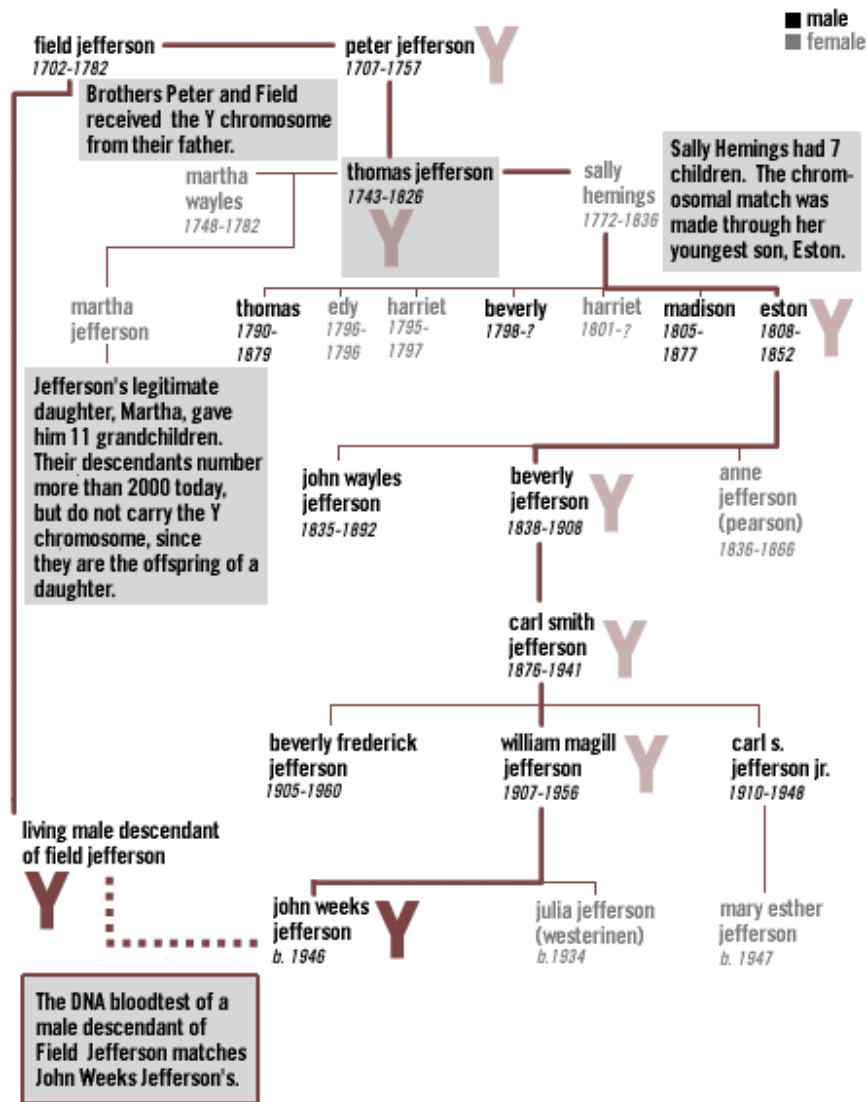 male
female
field jefferson
1702-1782
peter jefferson
1707-1757
Y
Brothers Peter and Field
received the Y chromosome
from their father.
martha
wayles
1748-1782
thomas jefferson
1743-1826
Y
sally
hemings
1772-1836
Sally Hemings had 7
children. The chrom-
osomal match was
made through her
youngest son, Eston.
martha
jefferson
thomas
1790-
1879
edy
1796-
1796
harriet
1795-
1797
beverly
1798-?
harriet
1801-?
madison
1805-
1877
eston
1808-
1852
Y
Jefferson's legitimate
daughter, Martha, gave
him 11 grandchildren.
Their descendants number
more than 2000 today,
but do not carry the Y
chromosome, since
they are the offspring of a
daughter.
john wayles
jefferson
1835-1892
beverly
jefferson
1838-1908
Y
anne
jefferson
(pearson)
1836-1866
carl smith
jefferson
1876-1941
Y
beverly frederick
jefferson
1905-1960
william magill
jefferson
1907-1956
Y
carl s.
jefferson jr.
1910-1948
living male descendant
of field jefferson
Y
john weeks
jefferson
b. 1946
Y
julia jefferson
(westerinen)
b.1934
mary esther
jefferson
b. 1947
The DNA bloodtest of a
male descendant of
Field Jefferson matches
John Weeks Jefferson's.